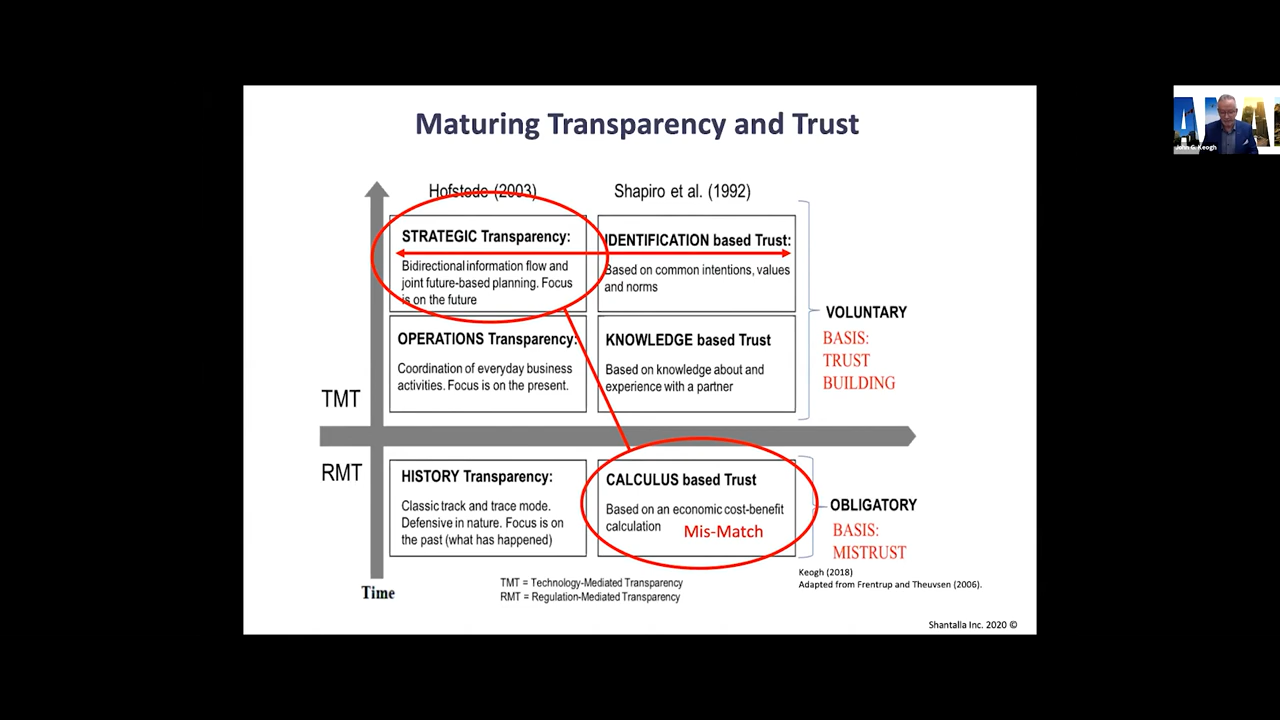 Maturing Transparency and Trust
Hofstede (2003)
Shapiro et al. (1992)
STRATEGIC Transparency:
Bidirectional information flow and
joint future-based planning. Focus
is on the future
IDENTIFICATION based Trust:
Based on common intentions, values
and norms
OPERATIONS Transparency:
Coordination of everyday business
activities. Focus is on the present.
KNOWLEDGE based Trust
Based on knowledge about and
experience with a partner
VOLUNTARY
BASIS:
TRUST
BUILDING
TMT
RMT
HISTORY Transparency:
Classic track and trace mode.
Defensive in nature. Focus is on
the past (what has happened)
CALCULUS based Trust
Based on an economic cost-benefit
calculation
Mis-Match
OBLIGATORY
BASIS:
MISTRUST
Time
TMT = Technology-Mediated Transparency
RMT = Regulation-Mediated Transparency
Keogh (2018)
Adapted from Frentrup and Theuvsen (2006).
Shantalla Inc. 2020 ©
John G. Keogh